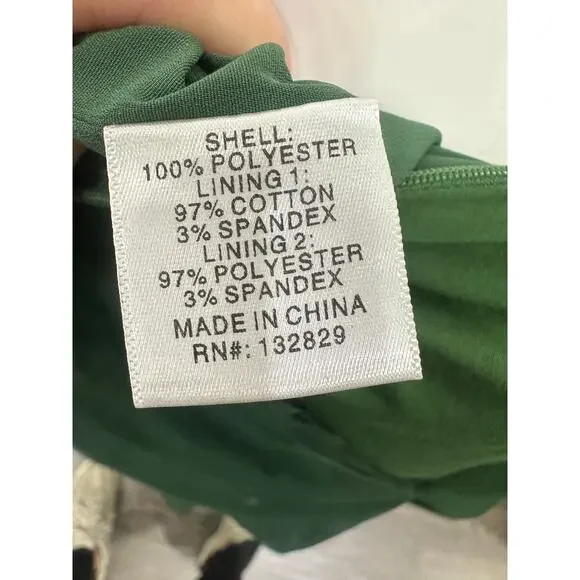 SHELL:
100% POLYESTER
LINING 1:
97% COTTON
3% SPANDEX
LINING 2:
97% POLYESTER
3% SPANDEX
MADE IN CHINA
RN#: 132829